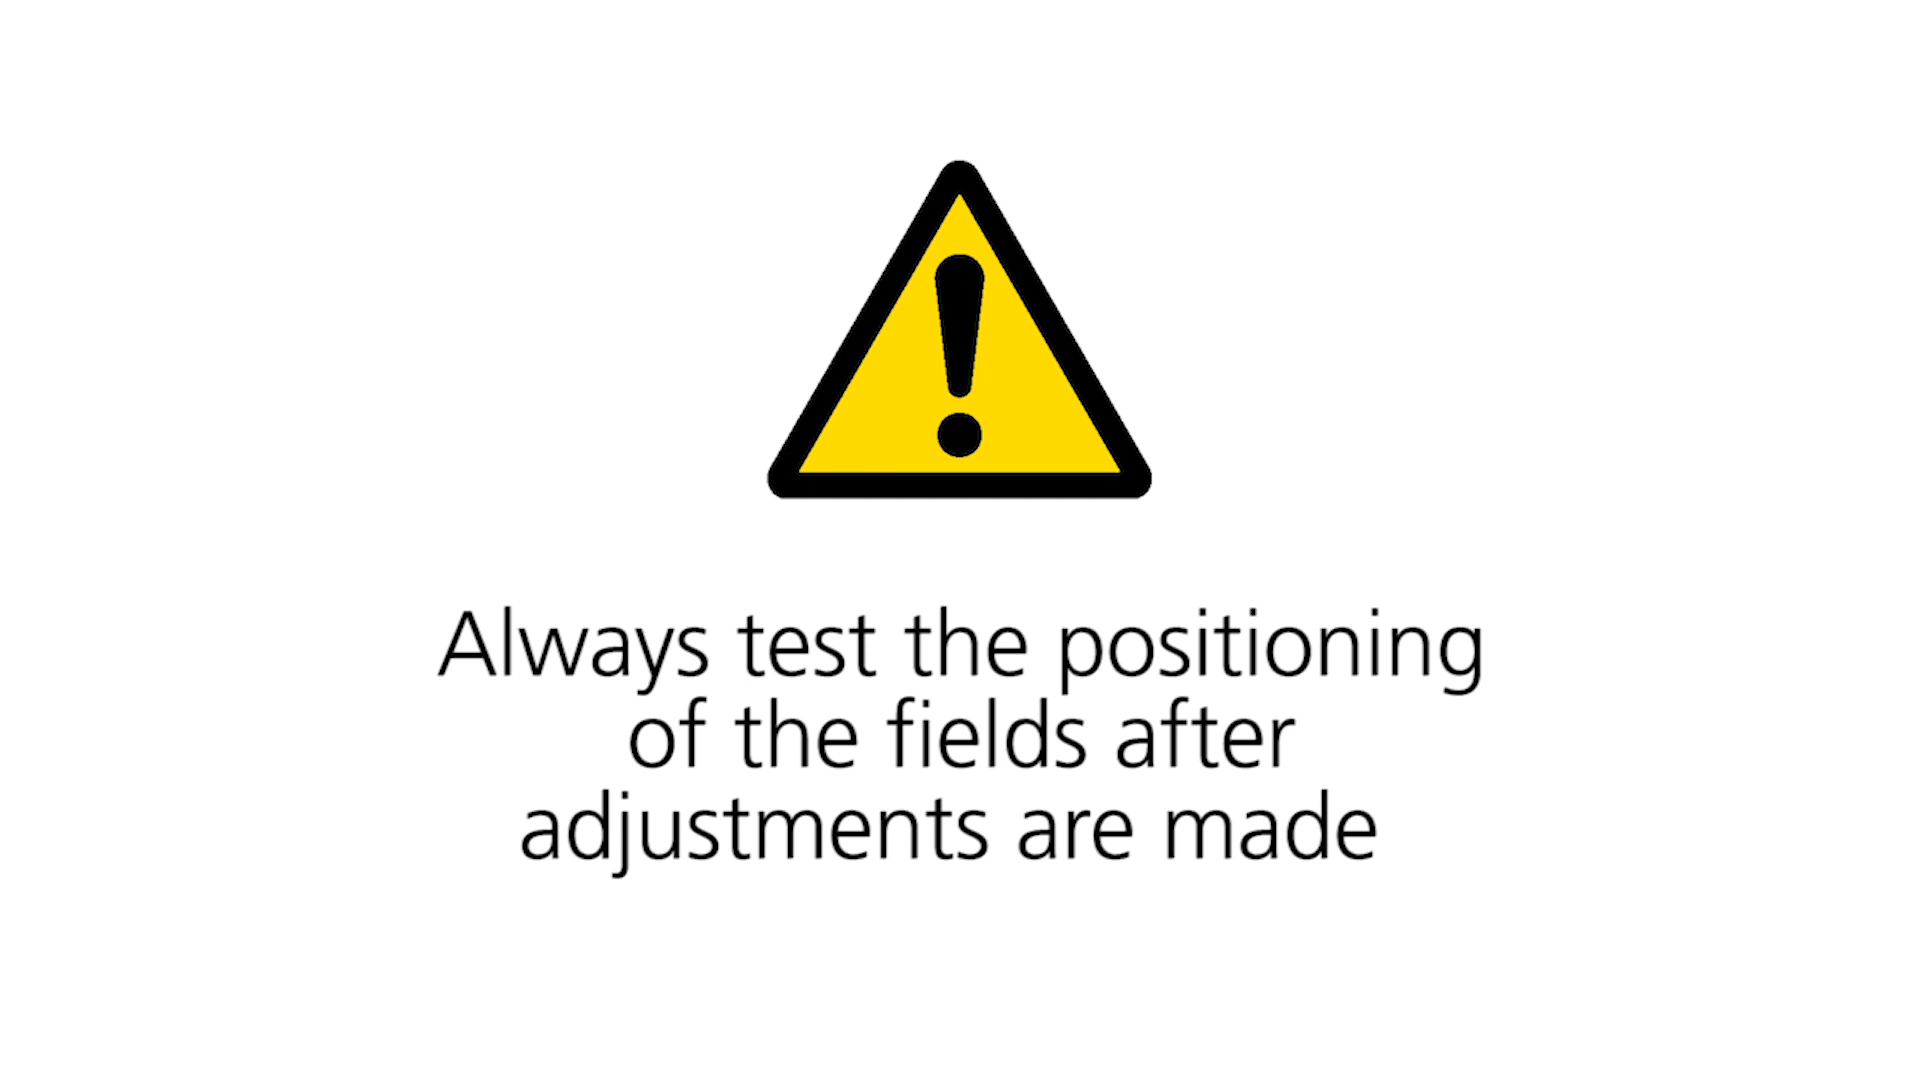 Always test the positioning
of the fields after
adjustments are made